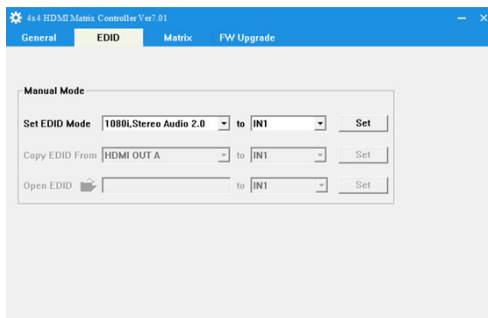 4x4 HDMI Matrix Controller Ver7.01
General EDID Matrix FW Upgrade
Manual Mode
Set EDID Mode 1080i,Stereo Audio 2.0 to IN1 Set
Copy EDID From HDMI OUT A to IN1 Set
Open EDID to IN1 Set